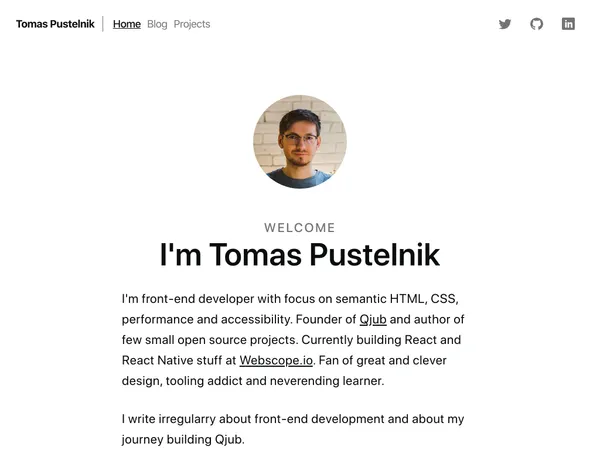 Tomas Pustelnik Home Blog Projects
WELCOME
I'm Tomas Pustelnik
I'm front-end developer with focus on semantic HTML, CSS,
performance and accessibility. Founder of Qjub and author of
few small open source projects. Currently building React and
React Native stuff at Webscope.io. Fan of great and clever
design, tooling addict and neverending learner.
I write irregularry about front-end development and about my
journey building Qjub.